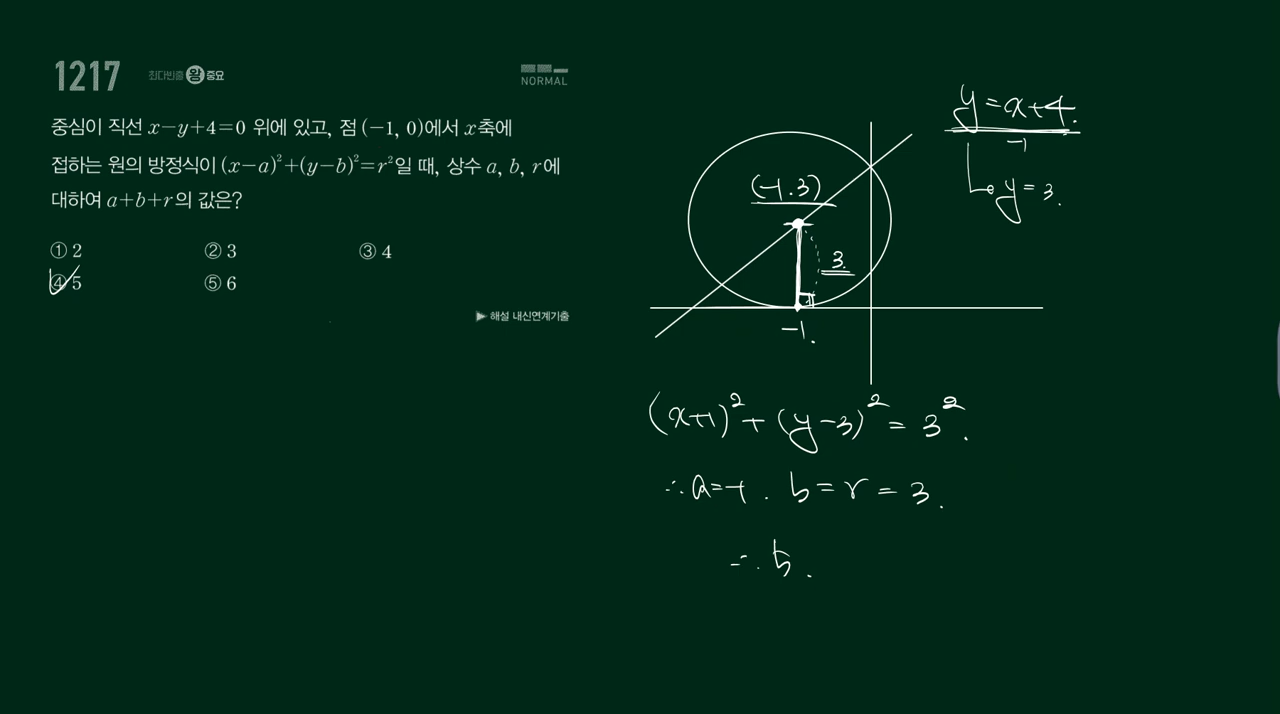 1217 최다빈출 왕 중요
NORMAL
중심이 직선 x−y+4=0 위에 있고, 점 (−1, 0)에서 x축에
접하는 원의 방정식이 (x−a)²+(y−b)²=r²일 때, 상수 a, b, r에
대하여 a+b+r의 값은?
① 2 ② 3 ③ 4
④ 5 ⑤ 6
▶ 해설 내신연계기출
y=x+4.
−1
y=3.
(−1.3)
3.
−1.
(x+1)²+(y−3)²=3².
∴a=−1. b=r=3.
∴ 5.